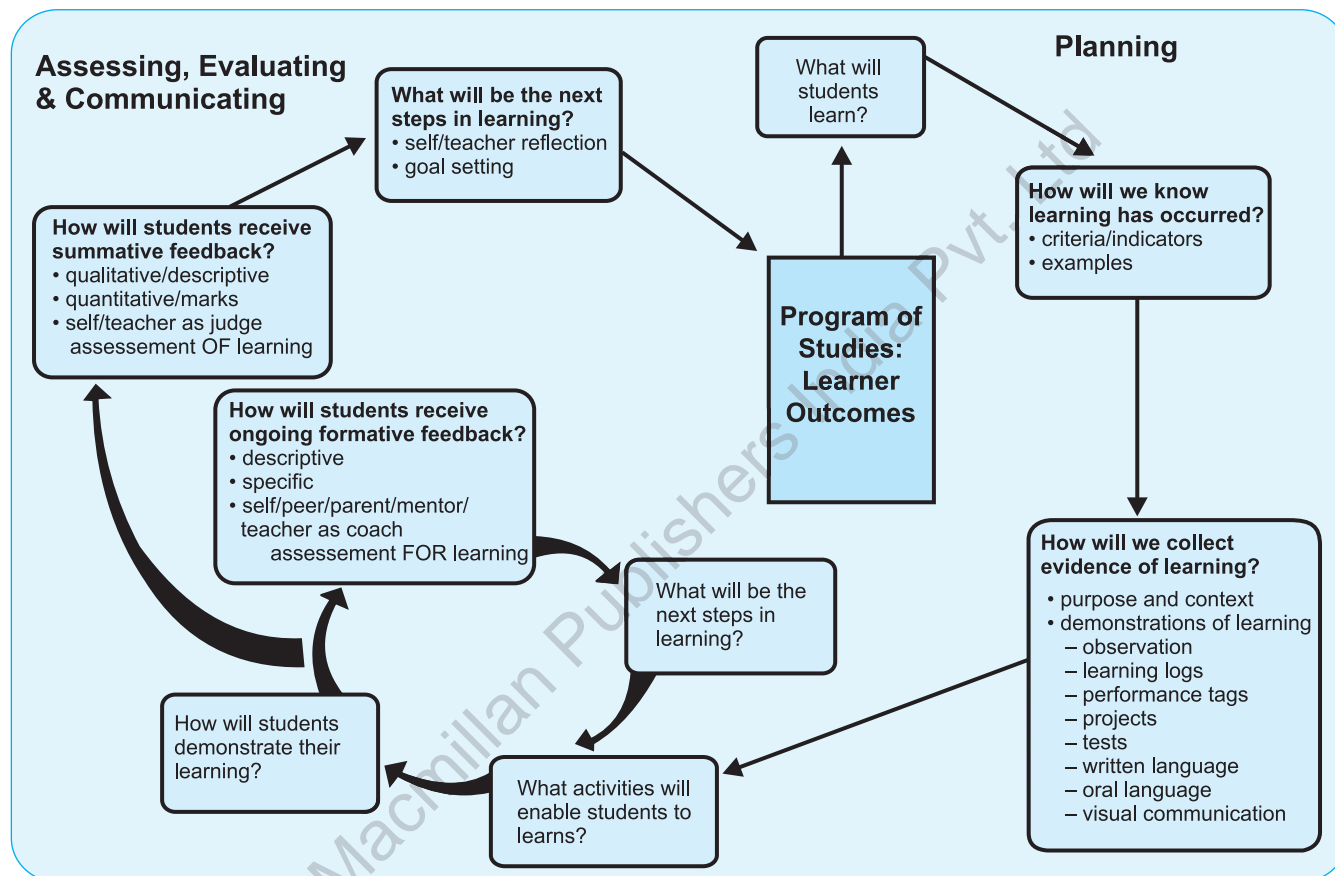 Assessing, Evaluating
& Communicating
Planning
What will
students
learn?
What will be the next
steps in learning?
• self/teacher reflection
• goal setting
How will we know
learning has occurred?
• criteria/indicators
• examples
How will students receive
summative feedback?
• qualitative/descriptive
• quantitative/marks
• self/teacher as judge
assessement OF learning
Program of
Studies:
Learner
Outcomes
How will students receive
ongoing formative feedback?
• descriptive
• specific
• self/peer/parent/mentor/
teacher as coach
assessement FOR learning
How will we collect
evidence of learning?
• purpose and context
• demonstrations of learning
– observation
– learning logs
– performance tags
– projects
– tests
– written language
– oral language
– visual communication
What will be the
next steps in
learning?
How will students
demonstrate their
learning?
What activities will
enable students to
learns?
Macmillan Publishers India Pvt. Ltd